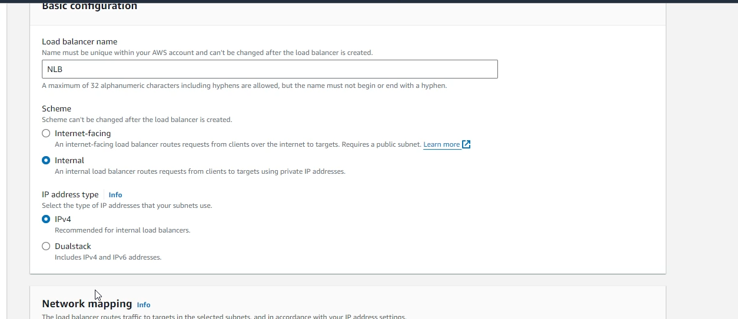 Basic configuration
Load balancer name
Name must be unique within your AWS account and can't be changed after the load balancer is created.
NLB
A maximum of 32 alphanumeric characters including hyphens are allowed, but the name must not begin or end with a hyphen.
Scheme
Scheme can't be changed after the load balancer is created.
Internet-facing
An internet-facing load balancer routes requests from clients over the internet to targets. Requires a public subnet. Learn more
Internal
An internal load balancer routes requests from clients to targets using private IP addresses.
IP address type Info
Select the type of IP addresses that your subnets use.
IPv4
Recommended for internal load balancers.
Dualstack
Includes IPv4 and IPv6 addresses.
Network mapping Info
The load balancer routes traffic to targets in the selected subnets, and in accordance with your IP address settings.